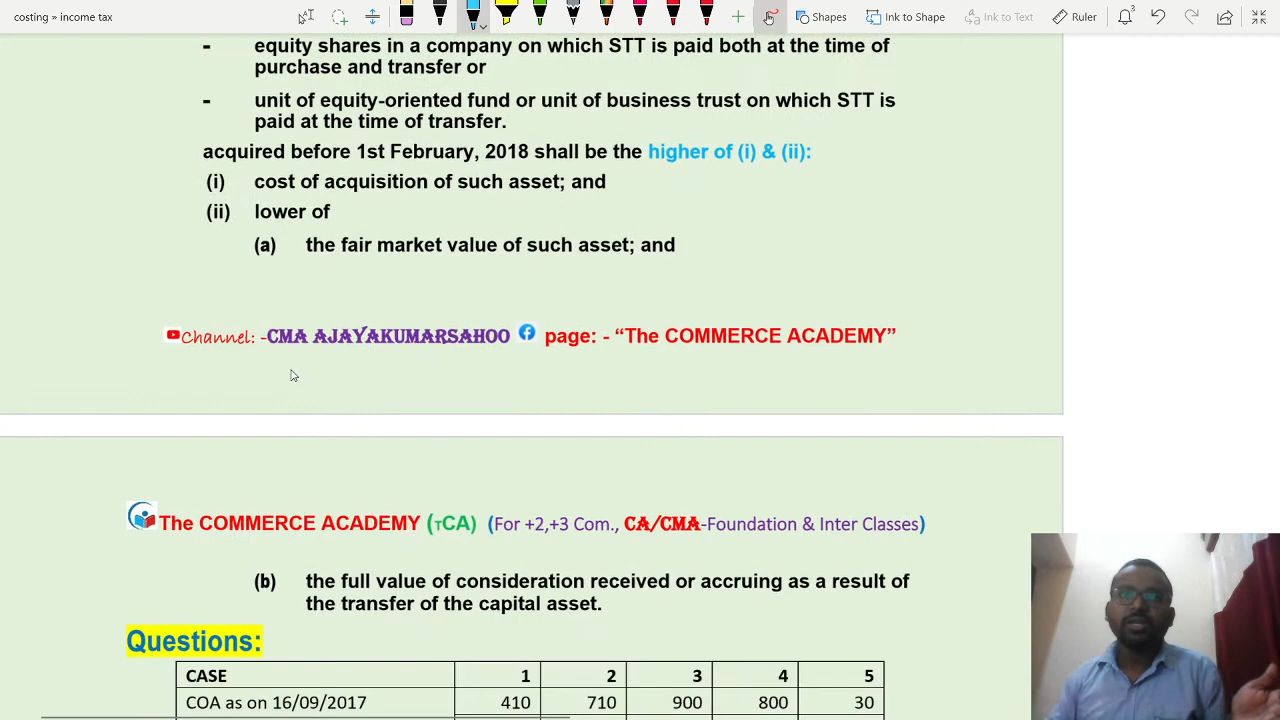 costing » income tax
Shapes
Ink to Shape
Ink to Text
Ruler
- equity shares in a company on which STT is paid both at the time of
purchase and transfer or
- unit of equity-oriented fund or unit of business trust on which STT is
paid at the time of transfer.
acquired before 1st February, 2018 shall be the higher of (i) & (ii):
(i) cost of acquisition of such asset; and
(ii) lower of
(a) the fair market value of such asset; and
Channel: -CMA AJAYAKUMARSAHOO page: - “The COMMERCE ACADEMY”
The COMMERCE ACADEMY (TCA) (For +2,+3 Com., CA/CMA-Foundation & Inter Classes)
(b) the full value of consideration received or accruing as a result of
the transfer of the capital asset.
Questions:
CASE 1 2 3 4 5
COA as on 16/09/2017 410 710 900 800 30